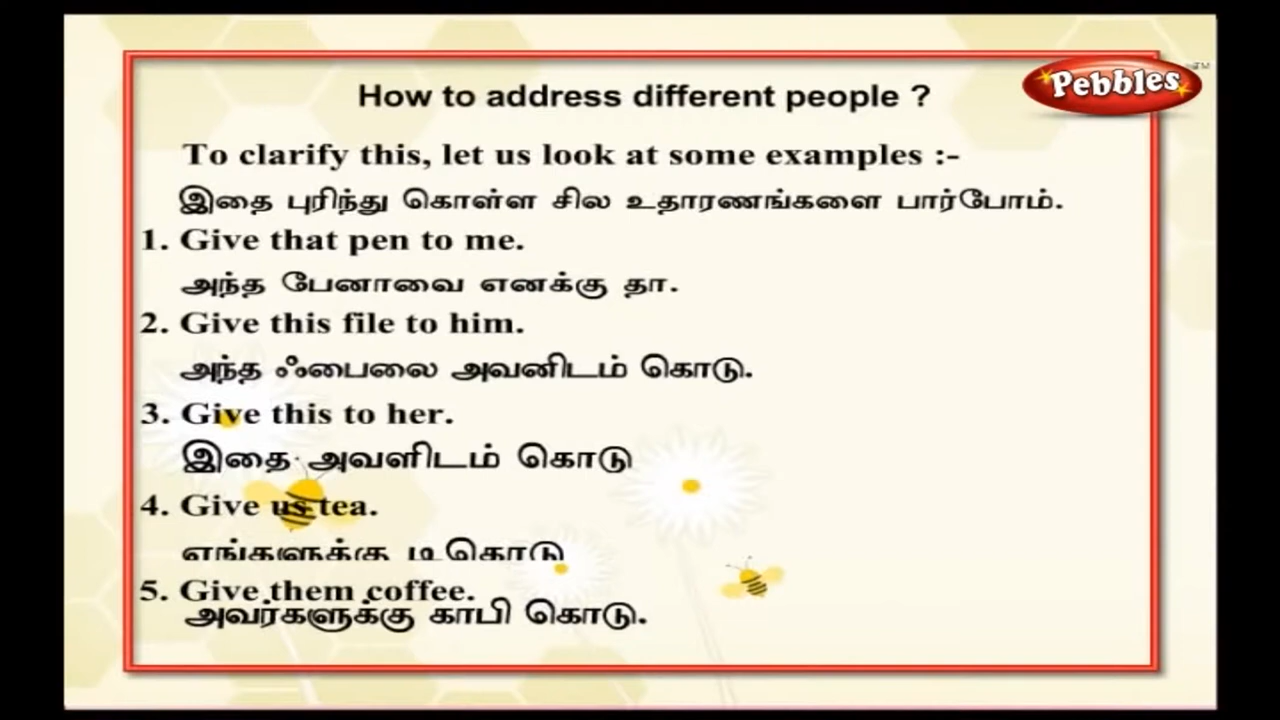 How to address different people ?
Pebbles
TM
To clarify this, let us look at some examples :-
இதை புரிந்து கொள்ள சில உதாரணங்களை பார்போம்.
1. Give that pen to me.
அந்த பேனாவை எனக்கு தா.
2. Give this file to him.
அந்த ஃபைலை அவனிடம் கொடு.
3. Give this to her.
இதை அவளிடம் கொடு
4. Give us tea.
எங்களுக்கு டி கொடு
5. Give them coffee.
அவர்களுக்கு காபி கொடு.